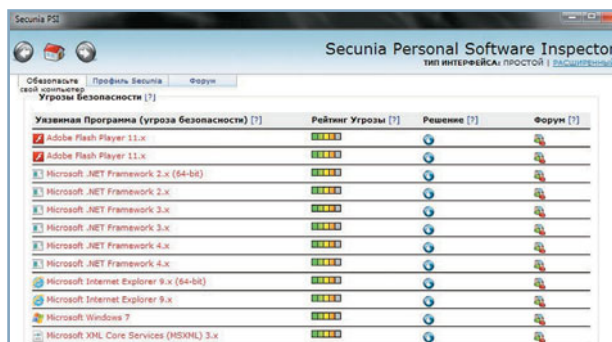 Secunia PSI
Secunia Personal Software Inspector
ТИП ИНТЕРФЕЙСА: ПРОСТОЙ | РАСШИРЕННЫЙ
Обезопасьте свой компьютер
Профиль Secunia
Форум
Угрозы Безопасности [?]
Уязвимая Программа (угроза безопасности) [?] Рейтинг Угрозы [?] Решение [?] Форум [?]
Adobe Flash Player 11.x
Adobe Flash Player 11.x
Microsoft .NET Framework 2.x (64-bit)
Microsoft .NET Framework 2.x
Microsoft .NET Framework 3.x
Microsoft .NET Framework 3.x
Microsoft .NET Framework 4.x
Microsoft .NET Framework 4.x
Microsoft Internet Explorer 9.x (64-bit)
Microsoft Internet Explorer 9.x
Microsoft Windows 7
Microsoft XML Core Services (MSXML) 3.x